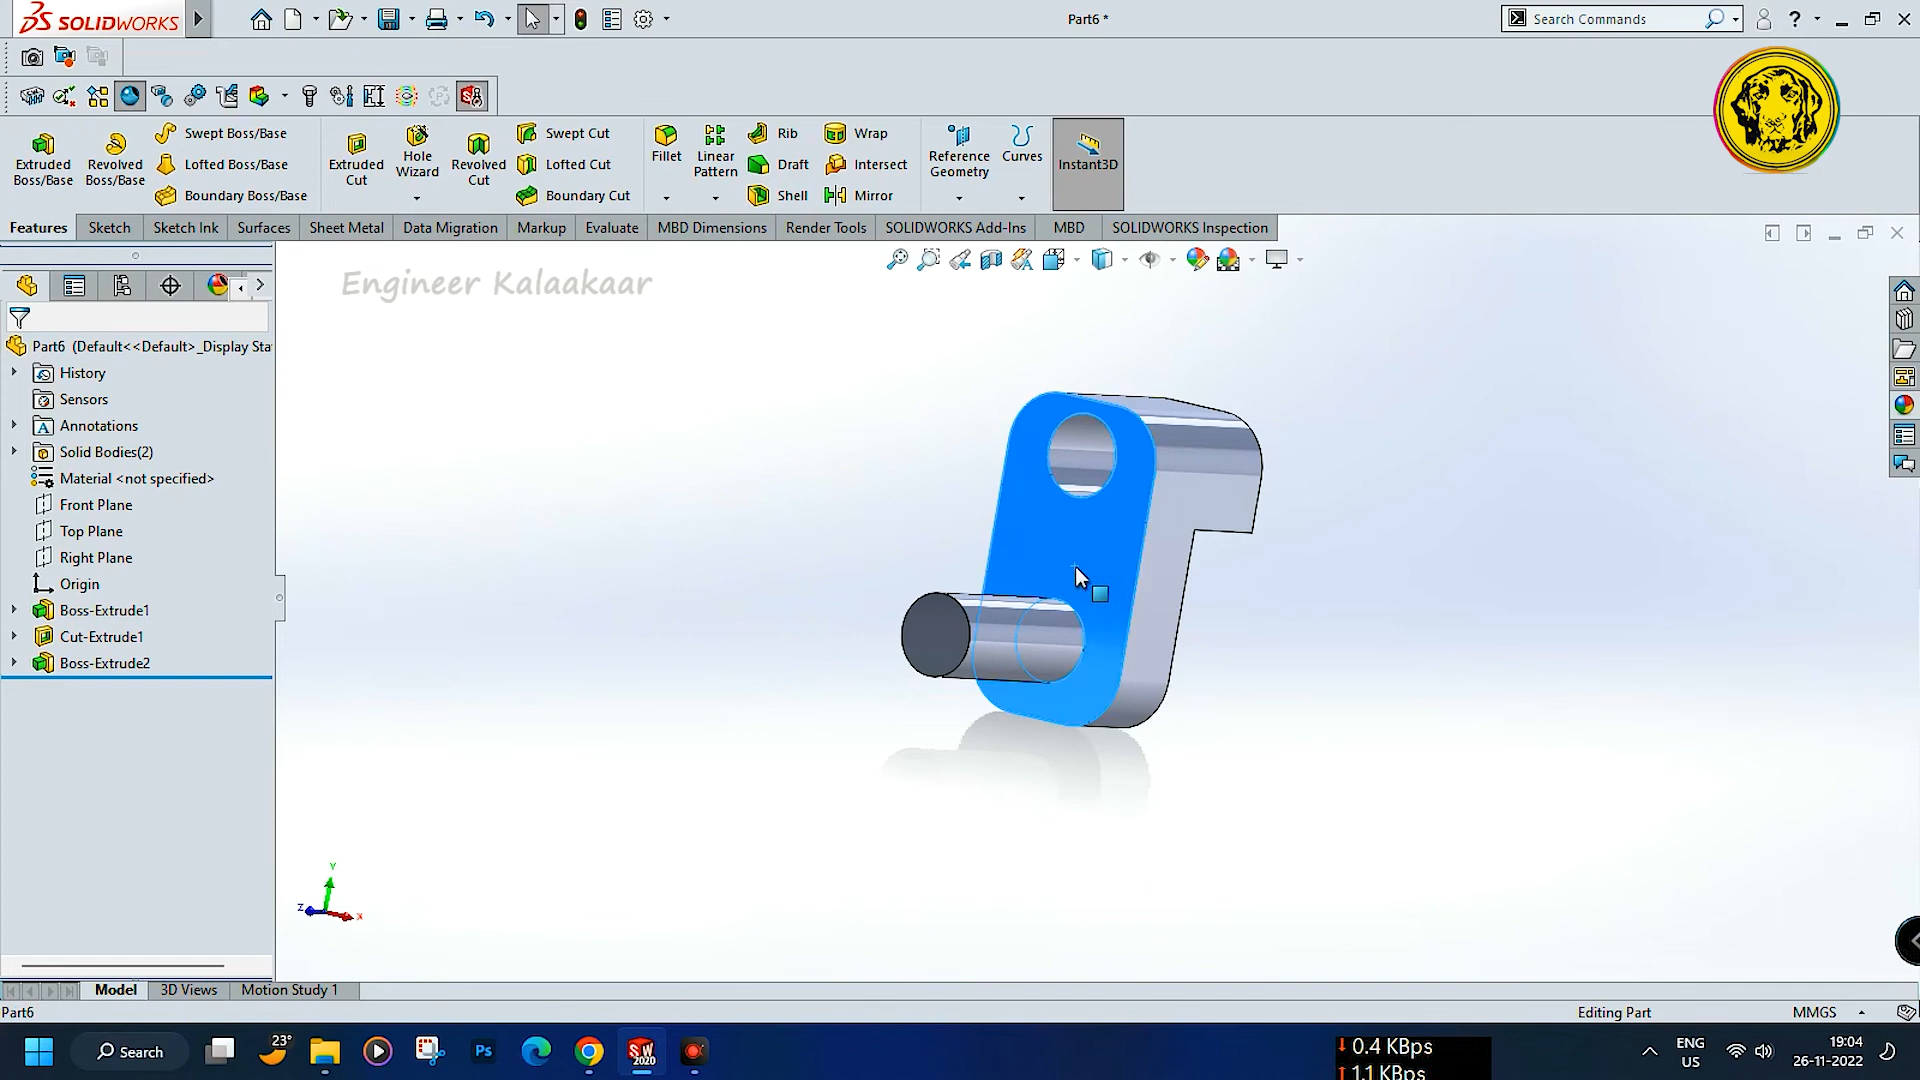 SOLIDWORKS
Part6 *
Search Commands
Extruded Boss/Base
Revolved Boss/Base
Swept Boss/Base
Lofted Boss/Base
Boundary Boss/Base
Extruded Cut
Hole Wizard
Revolved Cut
Swept Cut
Lofted Cut
Boundary Cut
Fillet
Linear Pattern
Rib
Draft
Shell
Wrap
Intersect
Mirror
Reference Geometry
Curves
Instant3D
Features
Sketch
Sketch Ink
Surfaces
Sheet Metal
Data Migration
Markup
Evaluate
MBD Dimensions
Render Tools
SOLIDWORKS Add-Ins
MBD
SOLIDWORKS Inspection
Engineer Kalaakaar
Part6 (Default<<Default>_Display Sta
History
Sensors
Annotations
Solid Bodies(2)
Material <not specified>
Front Plane
Top Plane
Right Plane
Origin
Boss-Extrude1
Cut-Extrude1
Boss-Extrude2
Y
Z
X
Model
3D Views
Motion Study 1
Part6
Editing Part
MMGS
Search
23°
Ps
SW
2020
0.4 KBps
1.1 KBps
ENG
US
19:04
26-11-2022